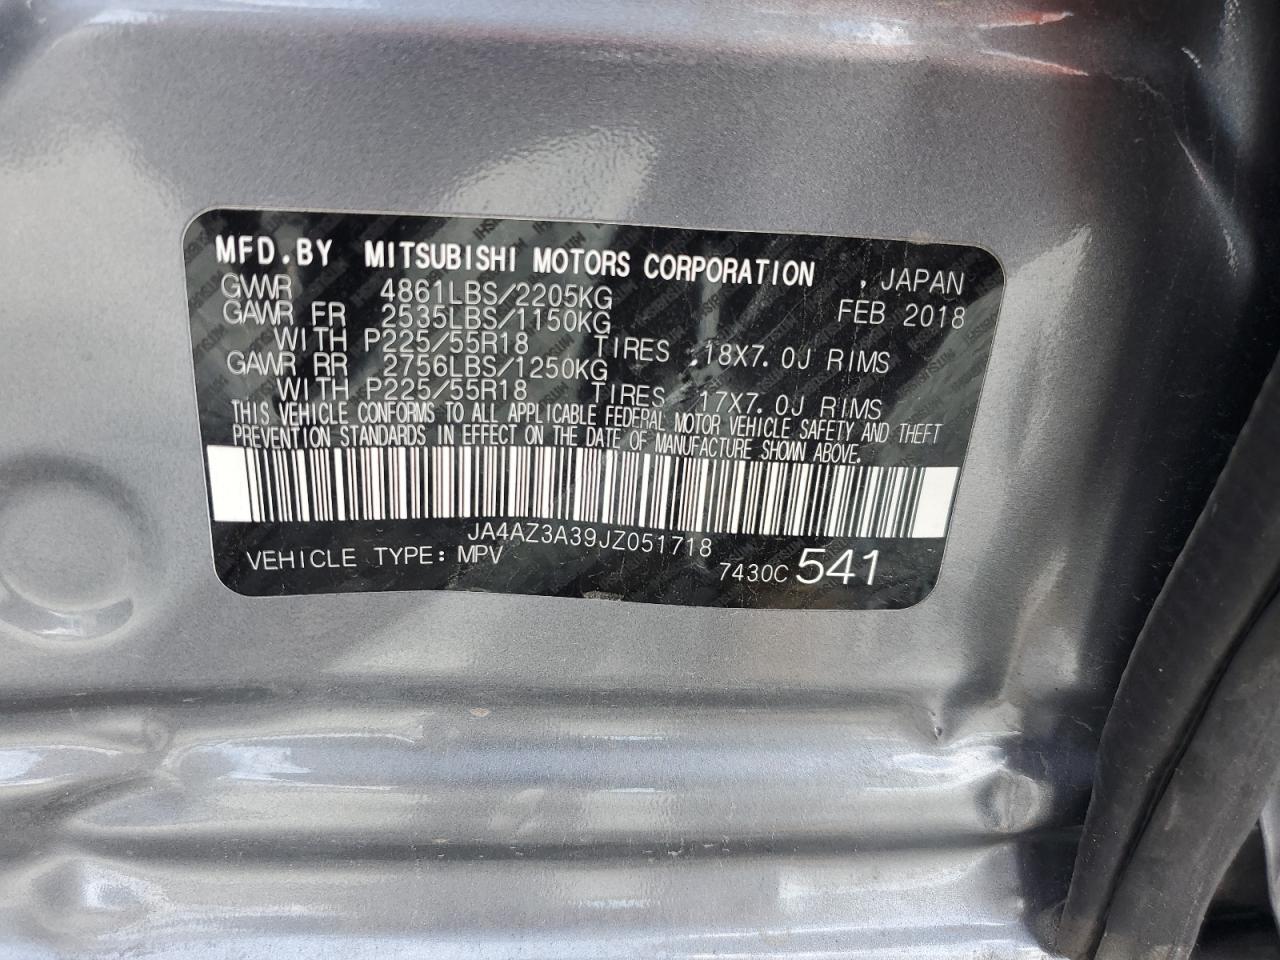 MFD.BY MITSUBISHI MOTORS CORPORATION , JAPAN
GVWR 4861LBS/2205KG FEB 2018
GAWR FR 2535LBS/1150KG
WITH P225/55R18 TIRES ,18X7.0J RIMS
GAWR RR 2756LBS/1250KG
WITH P225/55R18 TIRES ,17X7.0J RIMS
THIS VEHICLE CONFORMS TO ALL APPLICABLE FEDERAL MOTOR VEHICLE SAFETY AND THEFT
PREVENTION STANDARDS IN EFFECT ON THE DATE OF MANUFACTURE SHOWN ABOVE.
JA4AZ3A39JZ051718
VEHICLE TYPE: MPV 7430C 541